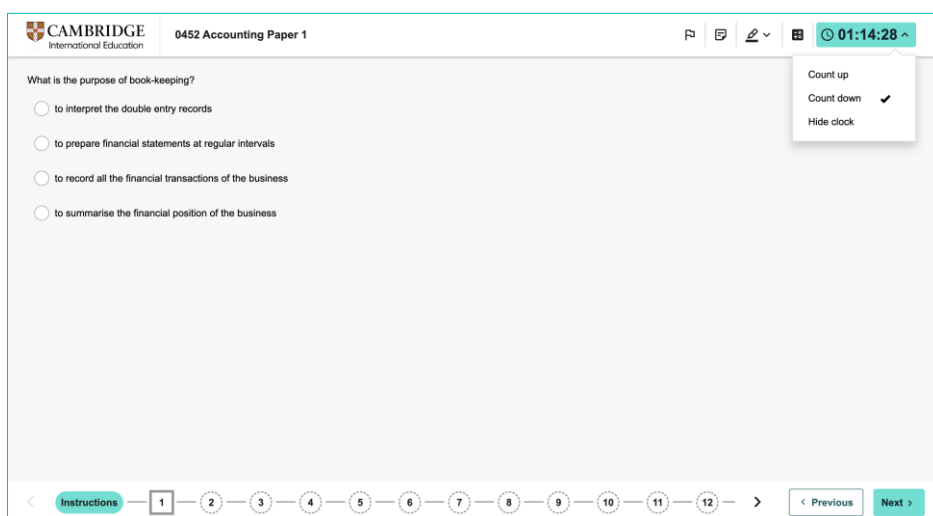 CAMBRIDGE
International Education
0452 Accounting Paper 1
01:14:28
Count up
Count down
Hide clock
What is the purpose of book-keeping?
to interpret the double entry records
to prepare financial statements at regular intervals
to record all the financial transactions of the business
to summarise the financial position of the business
Instructions 1 2 3 4 5 6 7 8 9 10 11 12 Previous Next